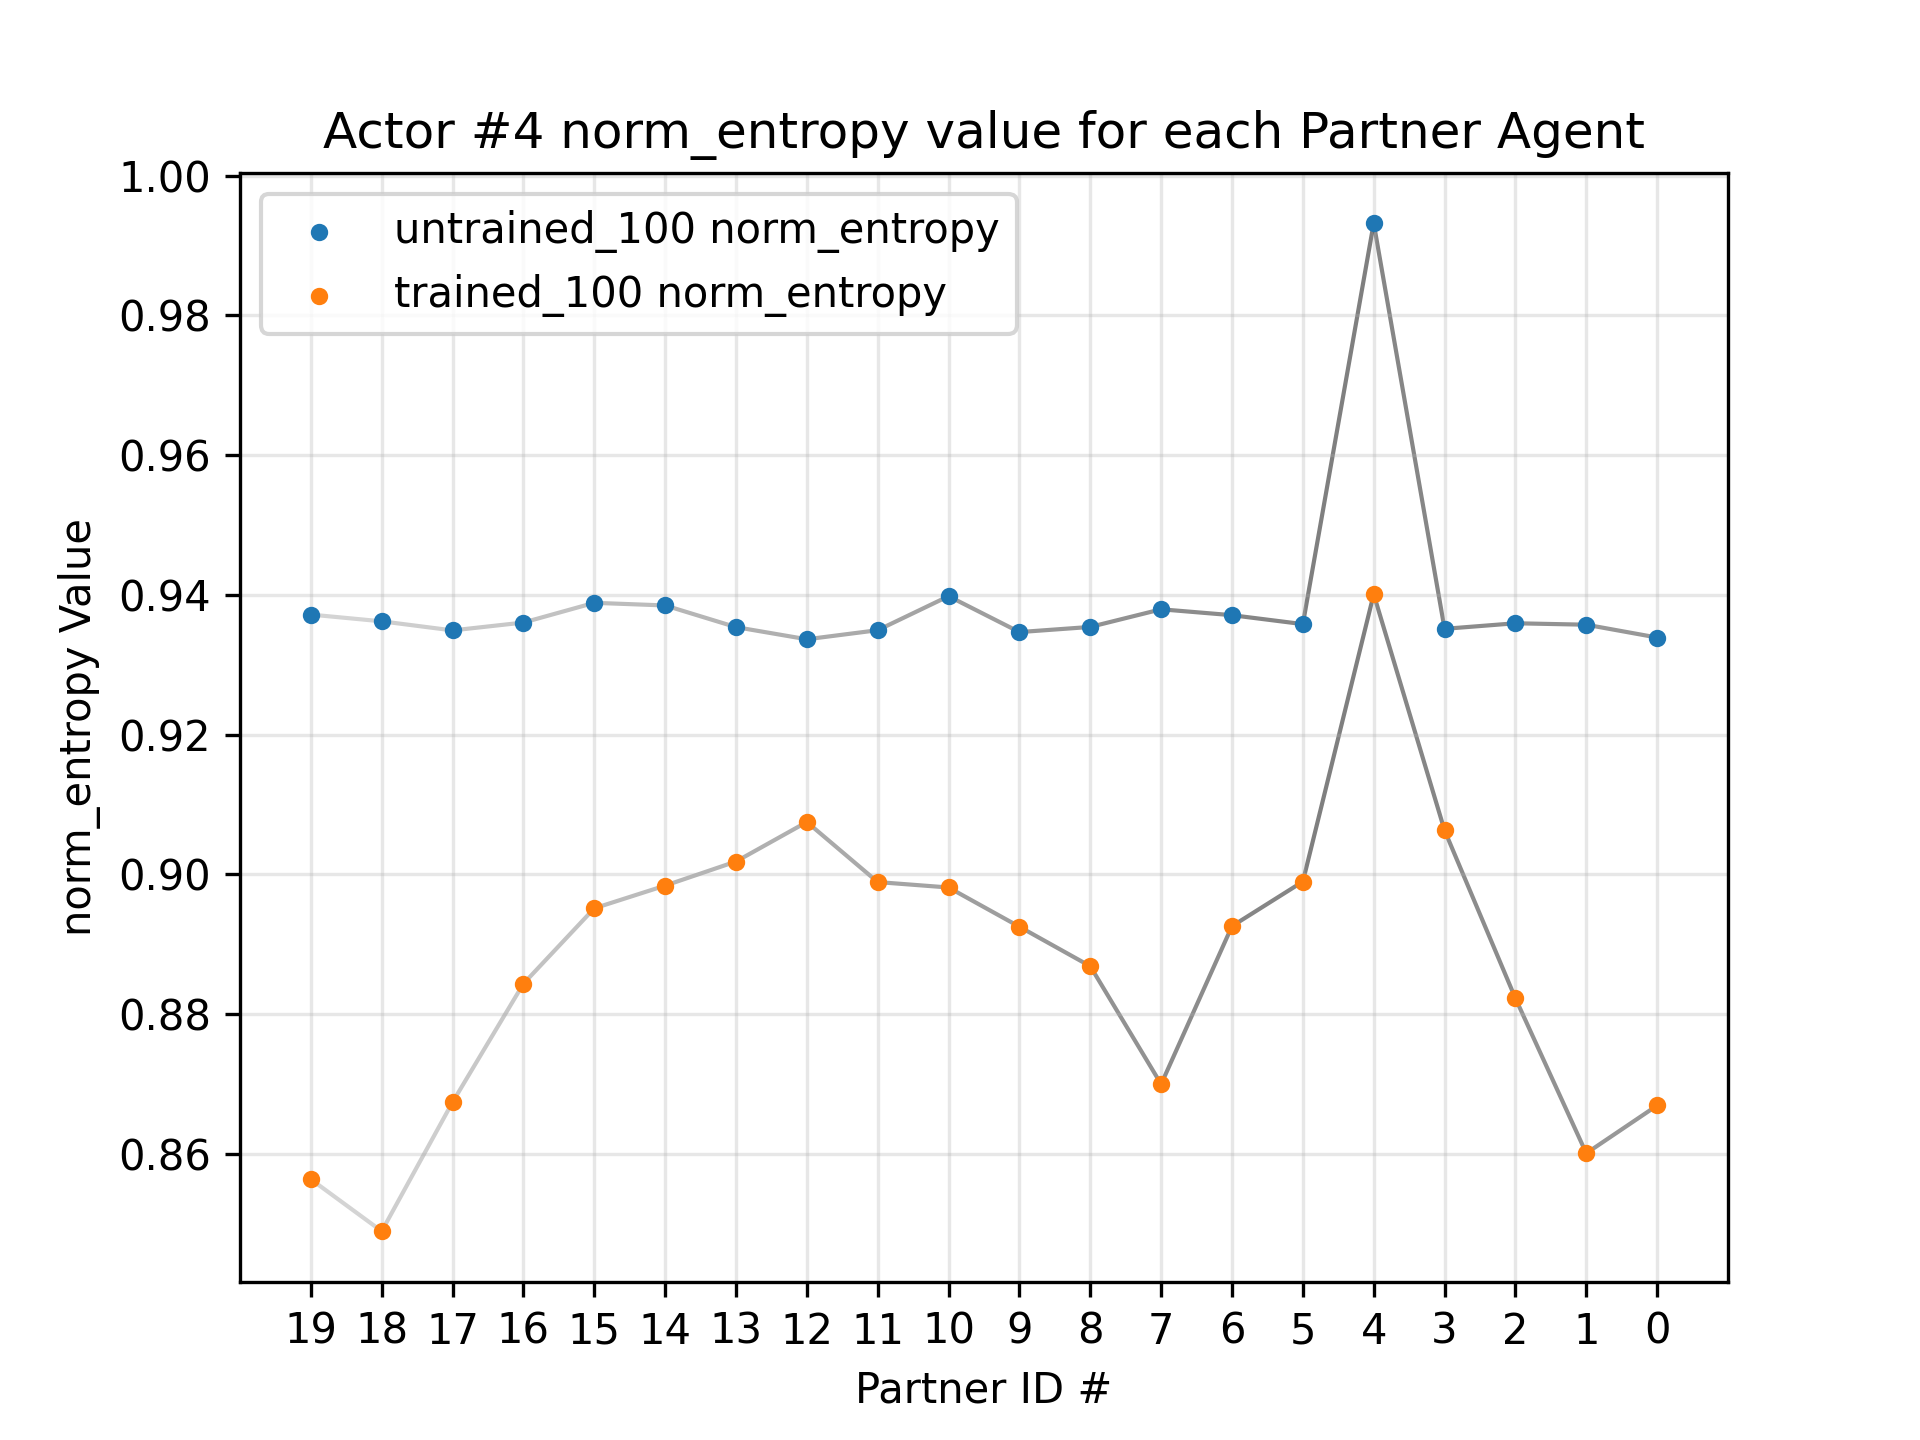 Actor #4 norm_entropy value for each Partner Agent
1.00
0.98
0.96
0.94
0.92
0.90
0.88
0.86
norm_entropy Value
untrained_100 norm_entropy
trained_100 norm_entropy
19 18 17 16 15 14 13 12 11 10 9 8 7 6 5 4 3 2 1 0
Partner ID #